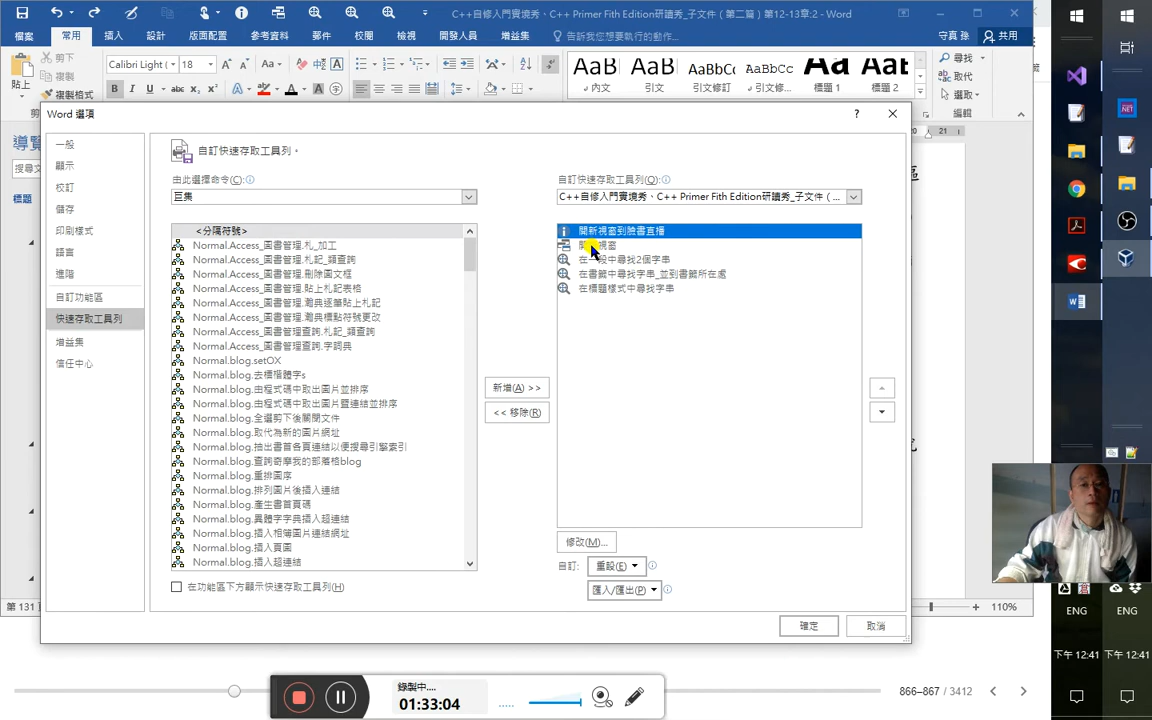 C++自修入門實境秀、C++ Primer Fith Edition研讀秀_子文件（第二篇）第12-13章:2 - Word
檔案 常用 插入 設計 版面配置 參考資料 郵件 校閱 檢視 開發人員 增益集 告訴我您想要執行的動作... 守真 孫 共用
貼上 剪下 複製 複製格式
Calibri Light ( 18
內文 引文 引文修訂 引文修... 標題 1 標題 2
尋找 取代 選取 編輯
標題
Word 選項
一般
顯示
校訂
儲存
印刷樣式
語言
進階
自訂功能區
快速存取工具列
增益集
信任中心
自訂快速存取工具列。
由此選擇命令(C):
巨集
<分隔符號>
Normal.Access_圖書管理.札_加工
Normal.Access_圖書管理.札記_類查詢
Normal.Access_圖書管理.刪除圖文框
Normal.Access_圖書管理.貼上札記表格
Normal.Access_圖書管理.瀚典逐筆貼上札記
Normal.Access_圖書管理.瀚典標點符號更改
Normal.Access_圖書管理查詢.札記_類查詢
Normal.Access_圖書管理查詢.字詞典
Normal.blog.setOX
Normal.blog.去標楷體字s
Normal.blog.由程式碼中取出圖片並排序
Normal.blog.由程式碼中取出圖片暨連結並排序
Normal.blog.全選剪下後關閉文件
Normal.blog.取代為新的圖片網址
Normal.blog.抽出書首各頁連結以便搜尋引擎索引
Normal.blog.查詢奇摩我的部落格blog
Normal.blog.重排圖序
Normal.blog.排列圖片後插入連結
Normal.blog.產生書首頁碼
Normal.blog.異體字字典插入超連結
Normal.blog.插入相簿圖片連結網址
Normal.blog.插入頁圖
Normal.blog.插入超連結
在功能區下方顯示快速存取工具列(H)
新增(A) >>
<< 移除(R)
自訂快速存取工具列(Q):
C++自修入門實境秀、C++ Primer Fith Edition研讀秀_子文件（...
開新視窗到臉書直播
在一段中尋找2個字串
在書籤中尋找字串_並到書籤所在處
在標題樣式中尋找字串
修改(M)...
自訂: 重設(E)
匯入/匯出(P)
確定 取消
110%
錄製中....
01:33:04
866–867 / 3412
ENG ENG
下午 12:41 下午 12:41